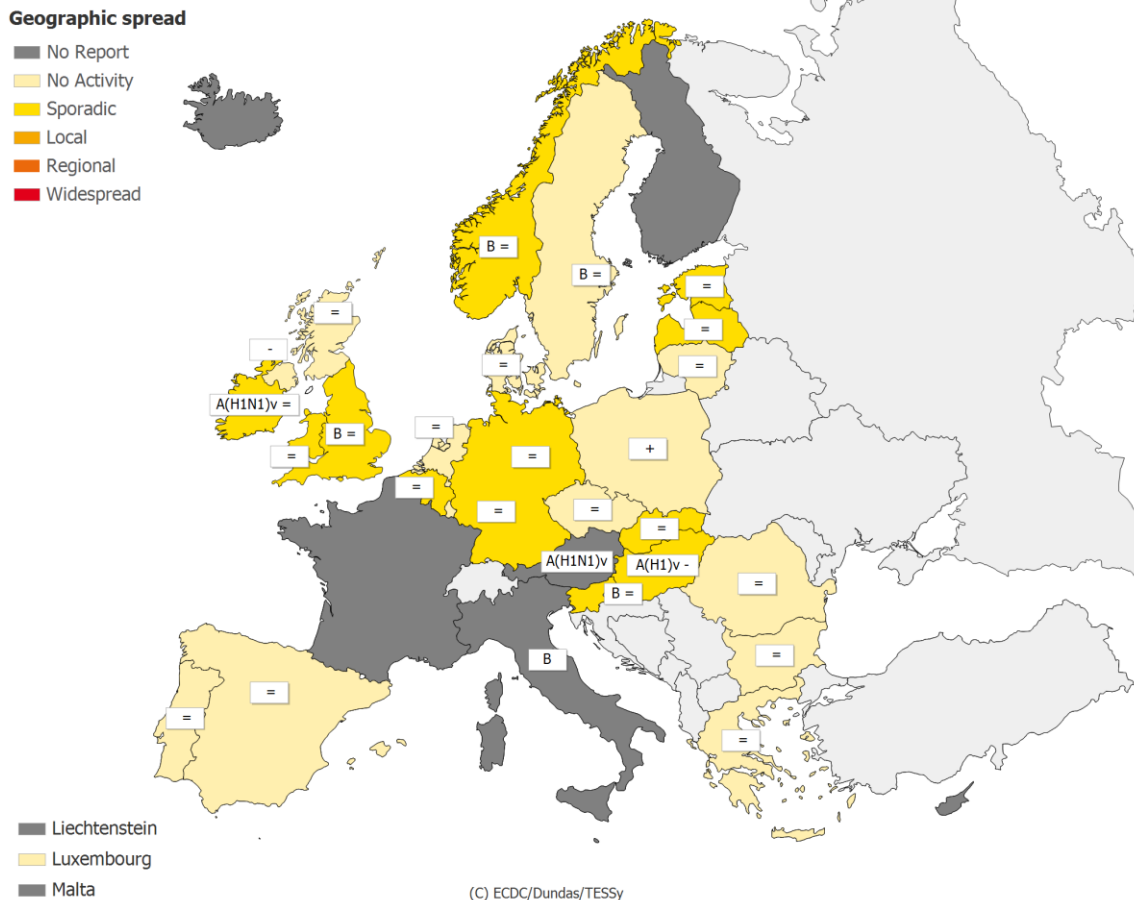 Geographic spread
No Report
No Activity
Sporadic
Local
Regional
Widespread
B =
B =
=
=
=
-
=
=
A(H1N1)v =
=
B =
=
=
+
=
=
=
=
A(H1N1)v
A(H1)v -
B =
=
B
=
=
=
=
Liechtenstein
Luxembourg
Malta
(C) ECDC/Dundas/TESSy